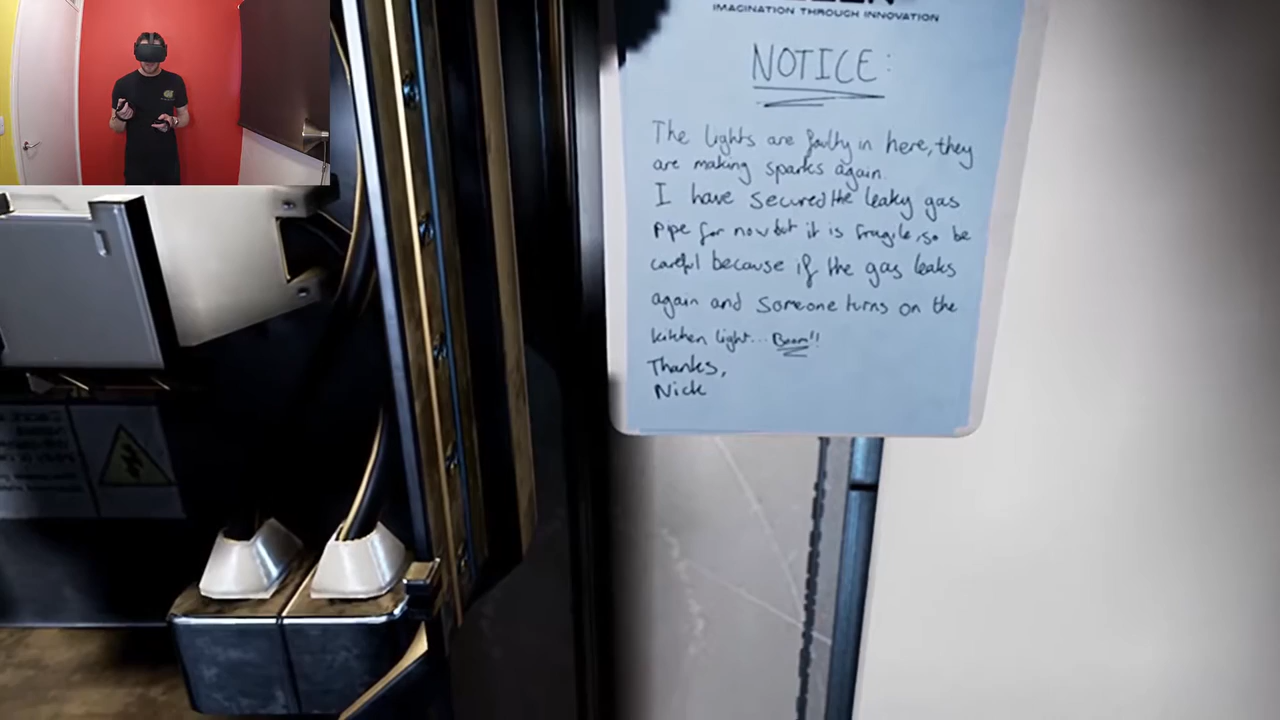 IMAGINATION THROUGH INNOVATION
NOTICE:
The lights are faulty in here, they
are making sparks again.
I have secured the leaky gas
pipe for now but it is fragile, so be
careful because if the gas leaks
again and someone turns on the
kitchen light... Boom!!
Thanks,
Nick